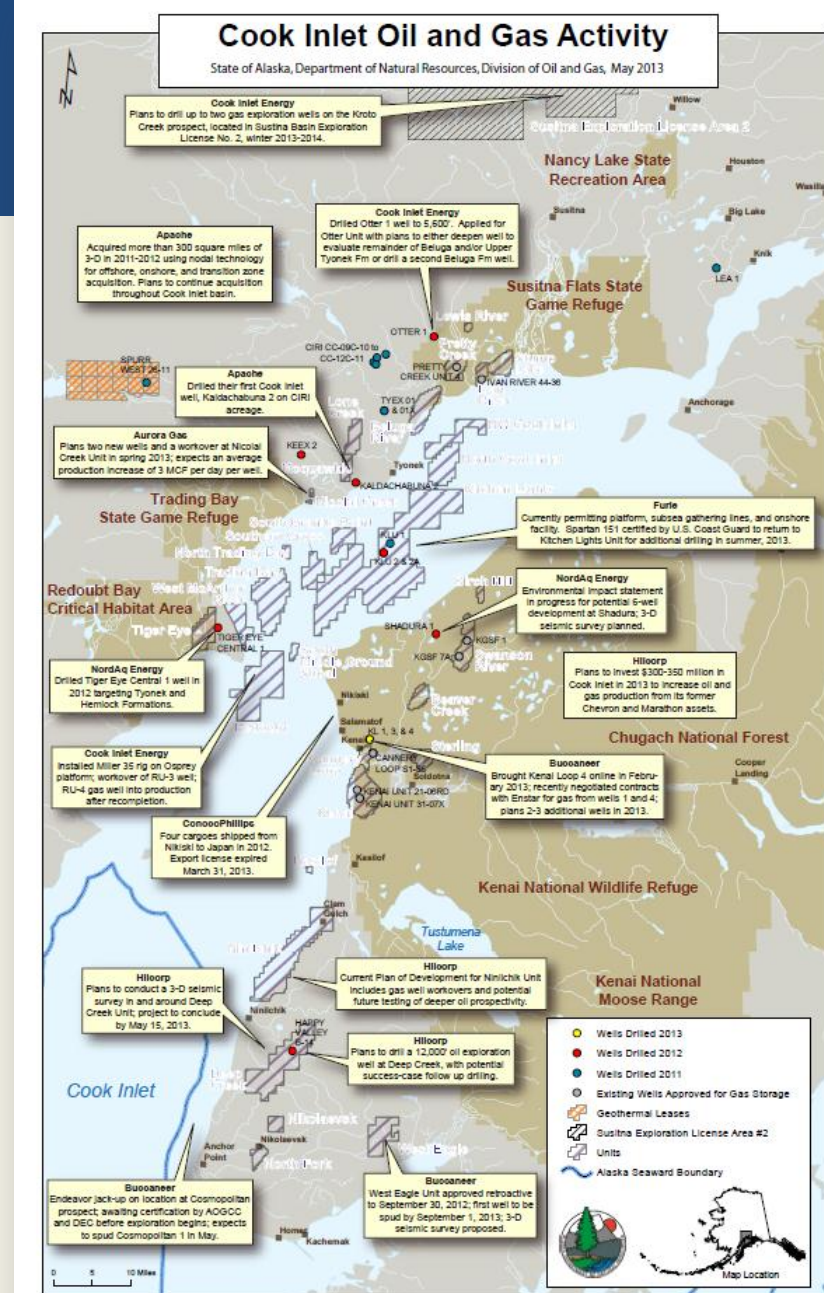 Cook Inlet Oil and Gas Activity
State of Alaska, Department of Natural Resources, Division of Oil and Gas, May 2013
N
Cook Inlet Energy
Plans to drill up to two gas exploration wells on the Kroto
Creek prospect, located in Sustina Basin Exploration
License No. 2, winter 2013-2014.
Willow
Susitna Exploration License Area 2
Nancy Lake State
Recreation Area
Houston
Wasilla
Susitna
Big Lake
Knik
LEA 1
Apache
Acquired more than 300 square miles of
3-D in 2011-2012 using nodal technology
for offshore, onshore, and transition zone
acquisition. Plans to continue acquisition
throughout Cook Inlet basin.
Cook Inlet Energy
Drilled Otter 1 well to 5,600'. Applied for
Otter Unit with plans to either deepen well to
evaluate remainder of Beluga and/or Upper
Tyonek Fm or drill a second Beluga Fm well.
Susitna Flats State
Game Refuge
Lewis River
OTTER 1
Pretty
Creek
CIRI CC-09C-10 to
CC-12C-11
PRETTY
CREEK UNIT 4
IVAN RIVER 44-36
SPURR
WEST 26-11
Apache
Drilled their first Cook Inlet
well, Kaldachabuna 2 on CIRI
acreage.
TYEX 01
& 01X
Beluga
River
Lone
Creek
Anchorage
Aurora Gas
Plans two new wells and a workover at Nicolai
Creek Unit in spring 2013; expects an average
production increase of 3 MCF per day per well.
KEEX 2
Moquawkie
Tyonek
KALDACHABUNA 2
Trading Bay
State Game Refuge
Furie
Currently permitting platform, subsea gathering lines, and onshore
facility. Spartan 151 certified by U.S. Coast Guard to return to
Kitchen Lights Unit for additional drilling in summer, 2013.
KLU 1
KLU 2 & 2A
North Trading Bay
Trading Bay
West McArthur
Redoubt Bay
Critical Habitat Area
Tiger Eye
TIGER EYE
CENTRAL 1
Birch Hill
NordAq Energy
Environmental impact statement
in progress for potential 6-well
development at Shadura; 3-D
seismic survey planned.
SHADURA 1
KGSF 1
KGSF 7A
Swanson
River
NordAq Energy
Drilled Tiger Eye Central 1 well in
2012 targeting Tyonek and
Hemlock Formations.
Middle Ground
Shoal
Hilcorp
Plans to invest $300-350 million in
Cook Inlet in 2013 to increase oil and
gas production from its former
Chevron and Marathon assets.
Nikiski
Beaver
Creek
Salamatof
KL 1, 3, & 4
Kenai
Chugach National Forest
Cook Inlet Energy
Installed Miller 35 rig on Osprey
platform; workover of RU-3 well;
RU-4 gas well into production
after recompletion.
Sterling
CANNERY
LOOP S1-S5
Soldotna
Cooper
Landing
Buccaneer
Brought Kenai Loop 4 online in Febru-
ary 2013; recently negotiated contracts
with Enstar for gas from wells 1 and 4;
plans 2-3 additional wells in 2013.
KENAI UNIT 21-06RD
KENAI UNIT 31-07X
ConocoPhillips
Four cargoes shipped from
Nikiski to Japan in 2012.
Export license expired
March 31, 2013.
Kasilof
Kasilof
Kenai National Wildlife Refuge
Clam
Gulch
Tustumena
Lake
Hilcorp
Plans to conduct a 3-D seismic
survey in and around Deep
Creek Unit; project to conclude
by May 15, 2013.
Hilcorp
Current Plan of Development for Ninilchik Unit
includes gas well workovers and potential
future testing of deeper oil prospectivity.
Kenai National
Moose Range
Ninilchik
HAPPY
VALLEY
B-14
Hilcorp
Plans to drill a 12,000' oil exploration
well at Deep Creek, with potential
success-case follow up drilling.
Deep
Creek
Cook Inlet
Nikolaevsk
Nikolaevsk
West Eagle
Anchor
Point
North Fork
Buccaneer
Endeavor jack-up on location at Cosmopolitan
prospect; awaiting certification by AOGCC
and DEC before exploration begins; expects
to spud Cosmopolitan 1 in May.
Buccaneer
West Eagle Unit approved retroactive
to September 30, 2012; first well to be
spud by September 1, 2013; 3-D
seismic survey proposed.
Homer
Kachemak
0 5 10 Miles
Wells Drilled 2013
Wells Drilled 2012
Wells Drilled 2011
Existing Wells Approved for Gas Storage
Geothermal Leases
Susitna Exploration License Area #2
Units
Alaska Seaward Boundary
Map Location